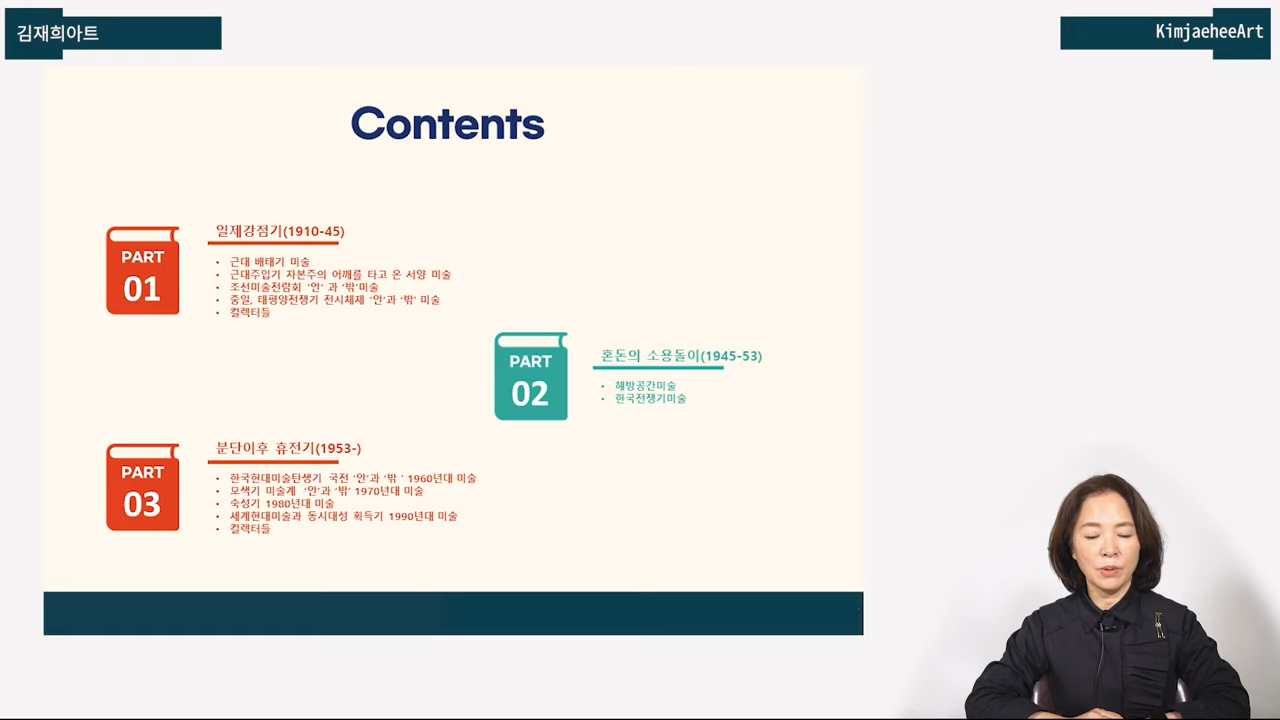 김재희아트
KimjaeheeArt
Contents
PART
01
일제강점기(1910-45)
• 근대 배태기 미술
• 근대주입기 자본주의 어깨를 타고 온 서양 미술
• 조선미술전람회 '안' 과 '밖'미술
• 중일, 태평양전쟁기 전시체제 '안'과 '밖' 미술
• 컬렉터들
PART
02
혼돈의 소용돌이(1945-53)
• 해방공간미술
• 한국전쟁기미술
PART
03
분단이후 휴전기(1953-)
• 한국현대미술탄생기 국전 '안'과 '밖 ' 1960년대 미술
• 모색기 미술계 '안'과 '밖' 1970년대 미술
• 숙성기 1980년대 미술
• 세계현대미술과 동시대성 획득기 1990년대 미술
• 컬렉터들